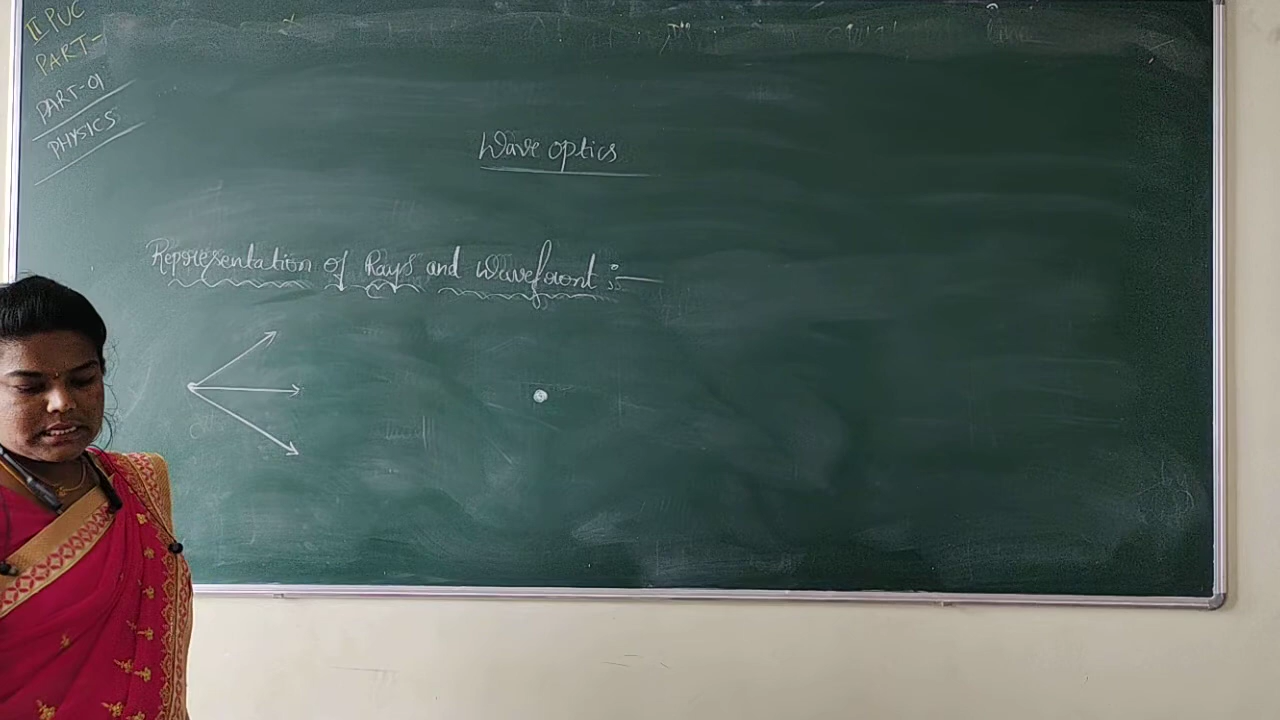 II PUC
PART-
PART-01
PHYSICS
Wave optics
Representation of Rays and Wavefront :-